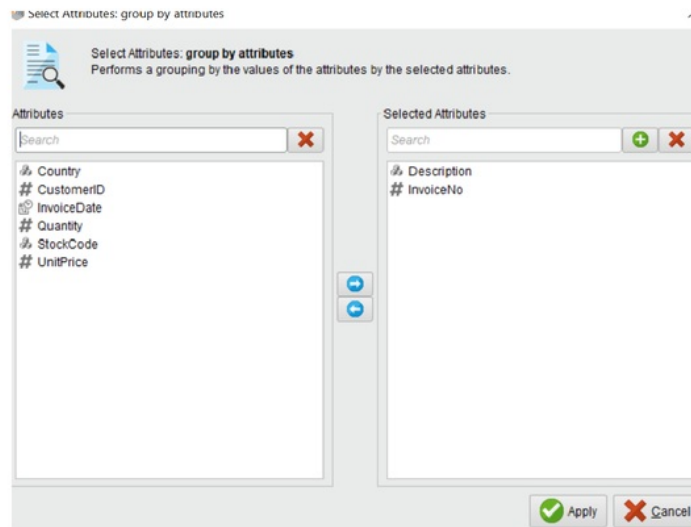 Select Attributes: group by attributes
Select Attributes: group by attributes
Performs a grouping by the values of the attributes by the selected attributes.
Attributes
Search
Country
# CustomerID
InvoiceDate
# Quantity
StockCode
# UnitPrice
Selected Attributes
Search
Description
# InvoiceNo
Apply
Cancel